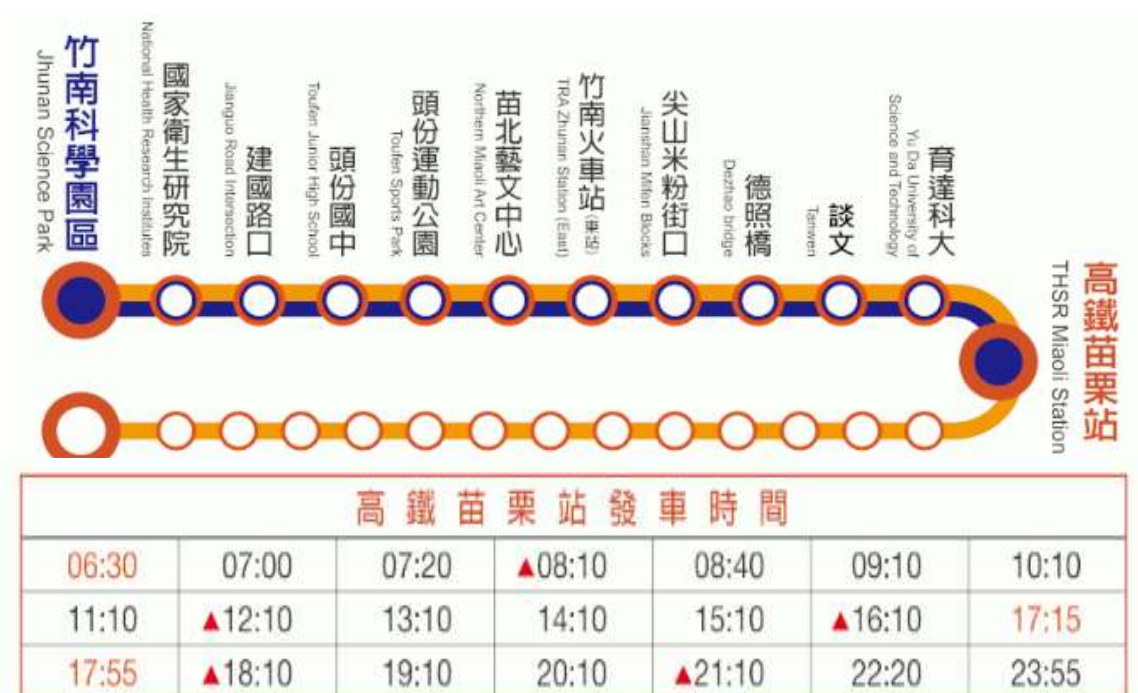 竹南科學園區
Jhunan Science Park
國家衛生研究院
National Health Research Institutes
建國路口
Jianguo Road Intersection
頭份國中
Toufen Junior High School
頭份運動公園
Toufen Sports Park
苗北藝文中心
Northern Miaoli Art Center
竹南火車站(東站)
TRA Zhunan Station (East)
尖山米粉街口
Jianshan Mifen Blocks
德照橋
Dezhao bridge
談文
Tanwen
育達科大
Yu Da University of
Science and Technology
高鐵苗栗站
THSR Miaoli Station
高鐵苗栗站發車時間
06:30 07:00 07:20 ▲08:10 08:40 09:10 10:10
11:10 ▲12:10 13:10 14:10 15:10 ▲16:10 17:15
17:55 ▲18:10 19:10 20:10 ▲21:10 22:20 23:55